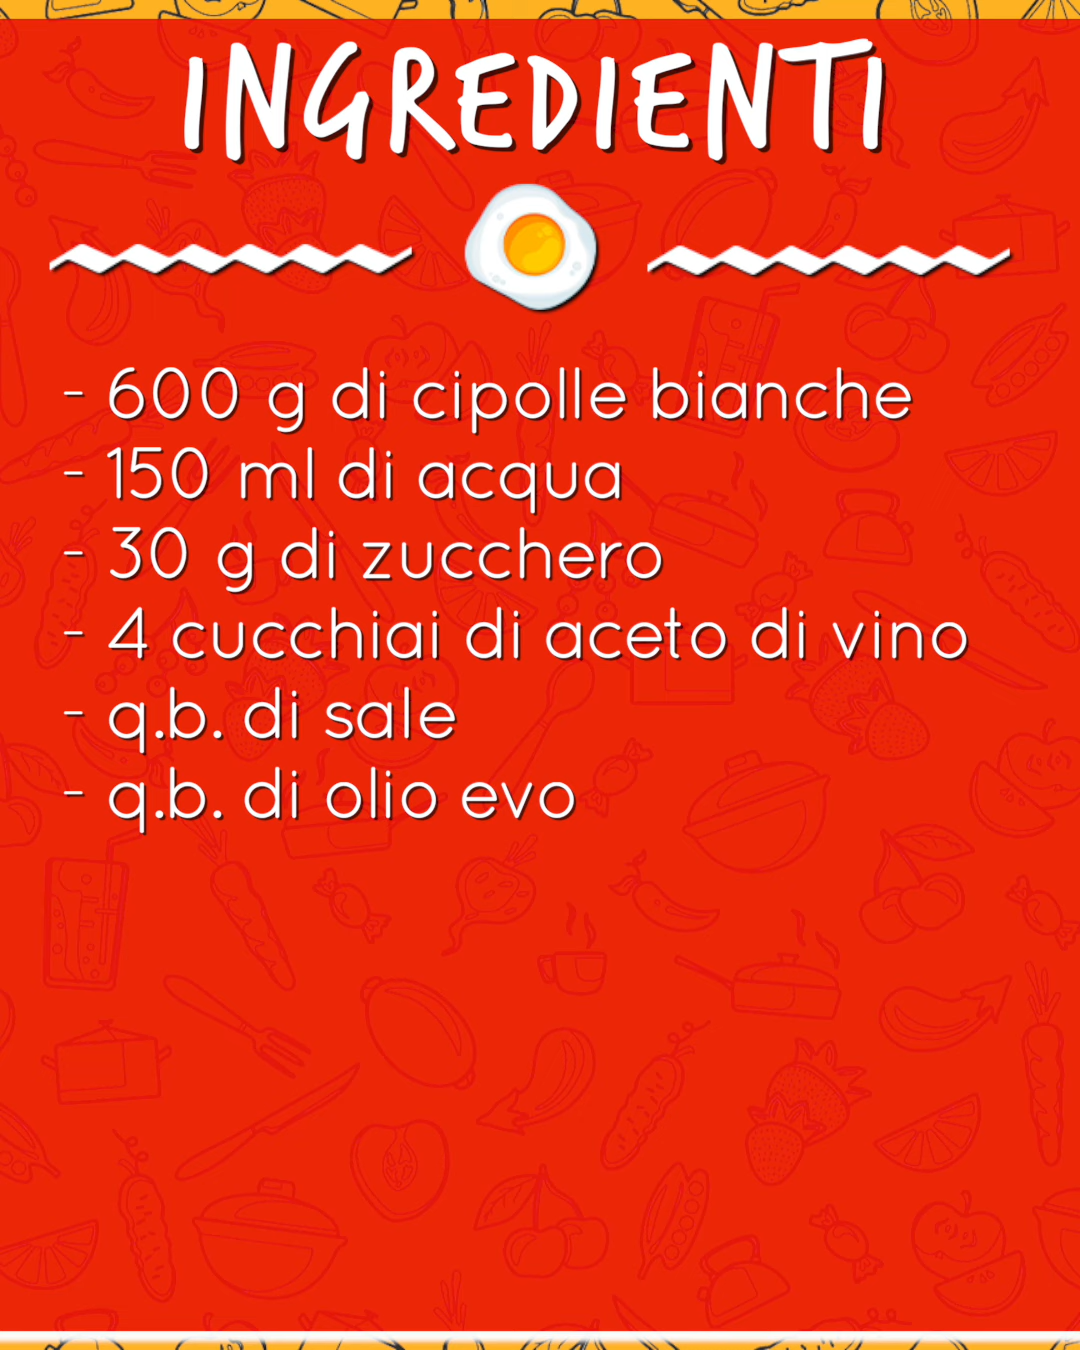 INGREDIENTI
- 600 g di cipolle bianche
- 150 ml di acqua
- 30 g di zucchero
- 4 cucchiai di aceto di vino
- q.b. di sale
- q.b. di olio evo